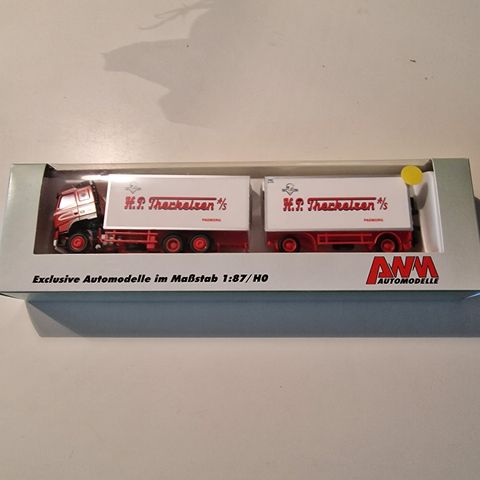 H.P. Therkelsen A/S
PADBORG
H.P. Therkelsen A/S
PADBORG
Exclusive Automodelle im Maßstab 1:87/H0
AWM
AUTOMODELLE